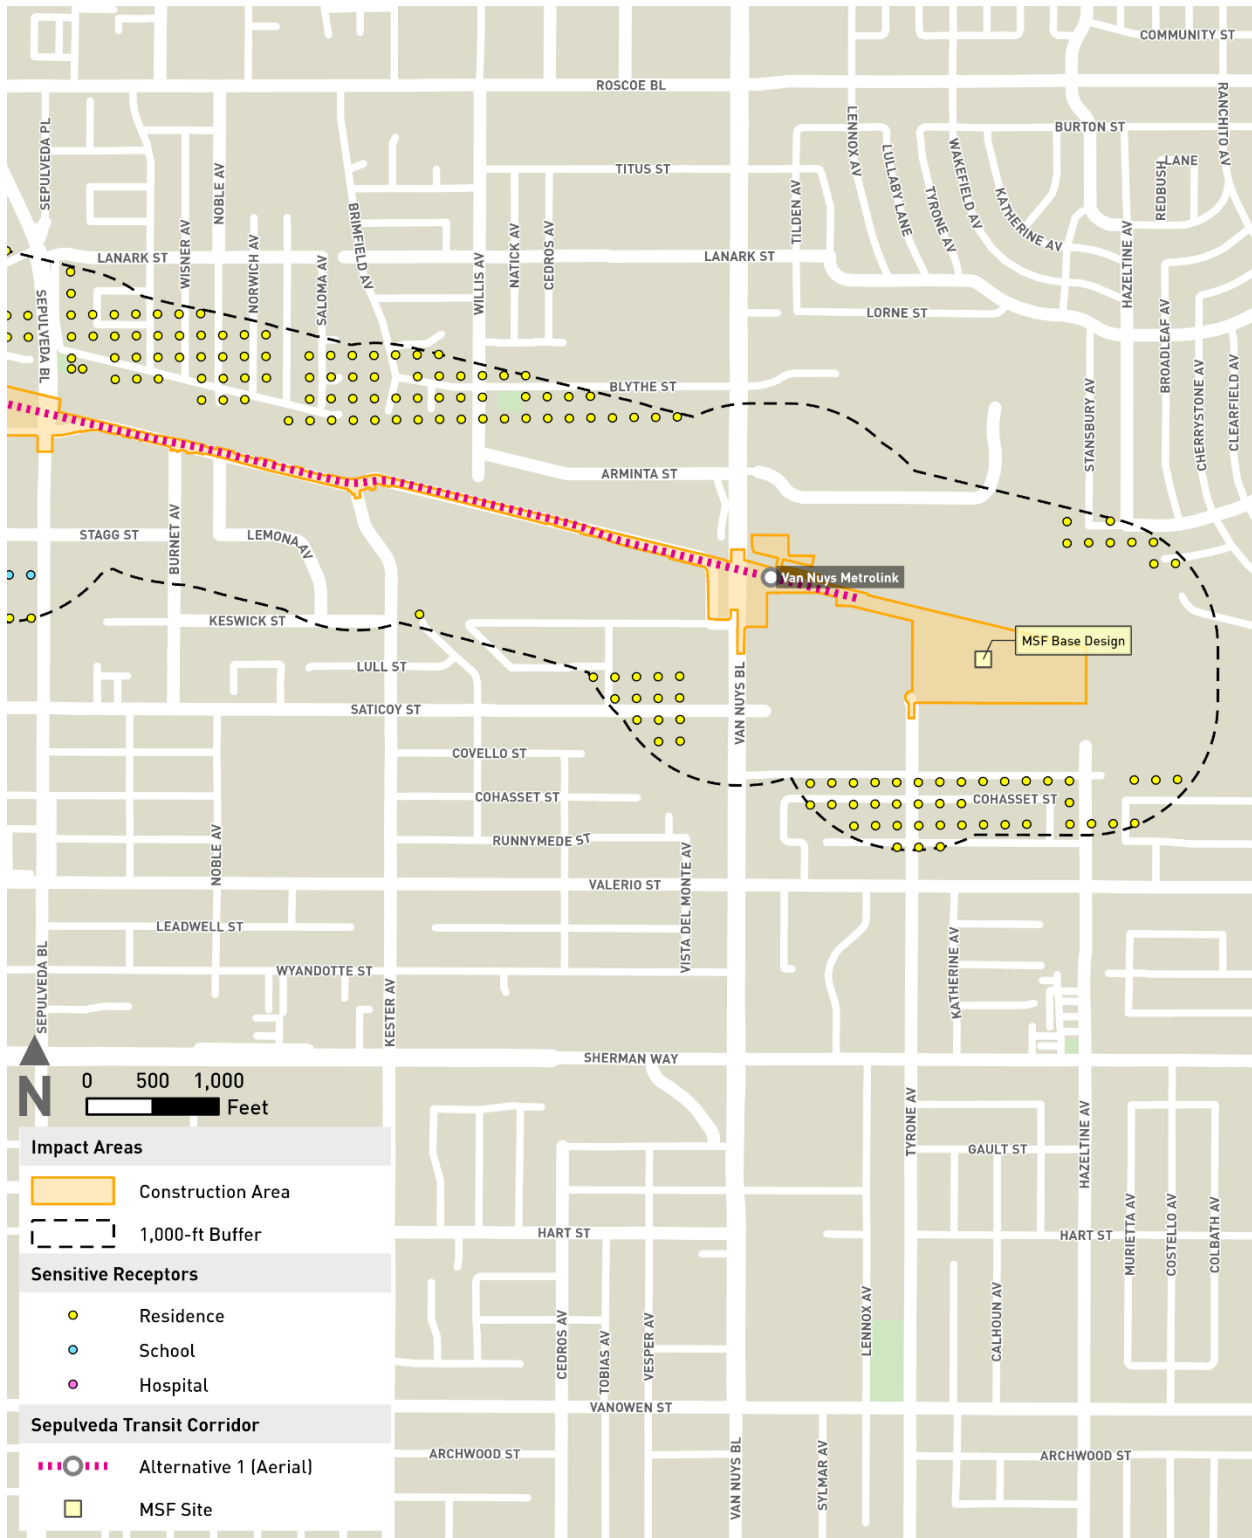 COMMUNITY ST
ROSCOE BL
SEPULVEDA PL
NOBLE AV
LENNOX AV
RANCHITO AV
BURTON ST
TITUS ST
LULLABY LANE
WAKEFIELD AV
TYRONE AV
KATHERINE AV
REDBUSH
LANE
TILDEN AV
HAZELTINE AV
WISNER AV
BRIMFIELD AV
NORWICH AV
SALOMA AV
WILLIS AV
NATICK AV
CEDROS AV
LANARK ST
LANARK ST
LORNE ST
SEPULVEDA BL
BROADLEAF AV
CHERRYSTONE AV
CLEARFIELD AV
STANSBURY AV
BLYTHE ST
ARMINTA ST
STAGG ST
BURNET AV
LEMONA AV
Van Nuys Metrolink
KESWICK ST
MSF Base Design
LULL ST
SATICOY ST
VAN NUYS BL
COVELLO ST
COHASSET ST
COHASSET ST
RUNNYMEDE ST
NOBLE AV
VISTA DEL MONTE AV
VALERIO ST
LEADWELL ST
KATHERINE AV
WYANDOTTE ST
SEPULVEDA BL
KESTER AV
SHERMAN WAY
N
0 500 1,000
Feet
TYRONE AV
HAZELTINE AV
GAULT ST
Impact Areas
Construction Area
1,000-ft Buffer
HART ST
HART ST
MURIETTA AV
COSTELLO AV
COLBATH AV
Sensitive Receptors
Residence
School
Hospital
CEDROS AV
TOBIAS AV
VESPER AV
LENNOX AV
CALHOUN AV
VANOWEN ST
Sepulveda Transit Corridor
Alternative 1 (Aerial)
MSF Site
ARCHWOOD ST
VAN NUYS BL
SYLMAR AV
ARCHWOOD ST